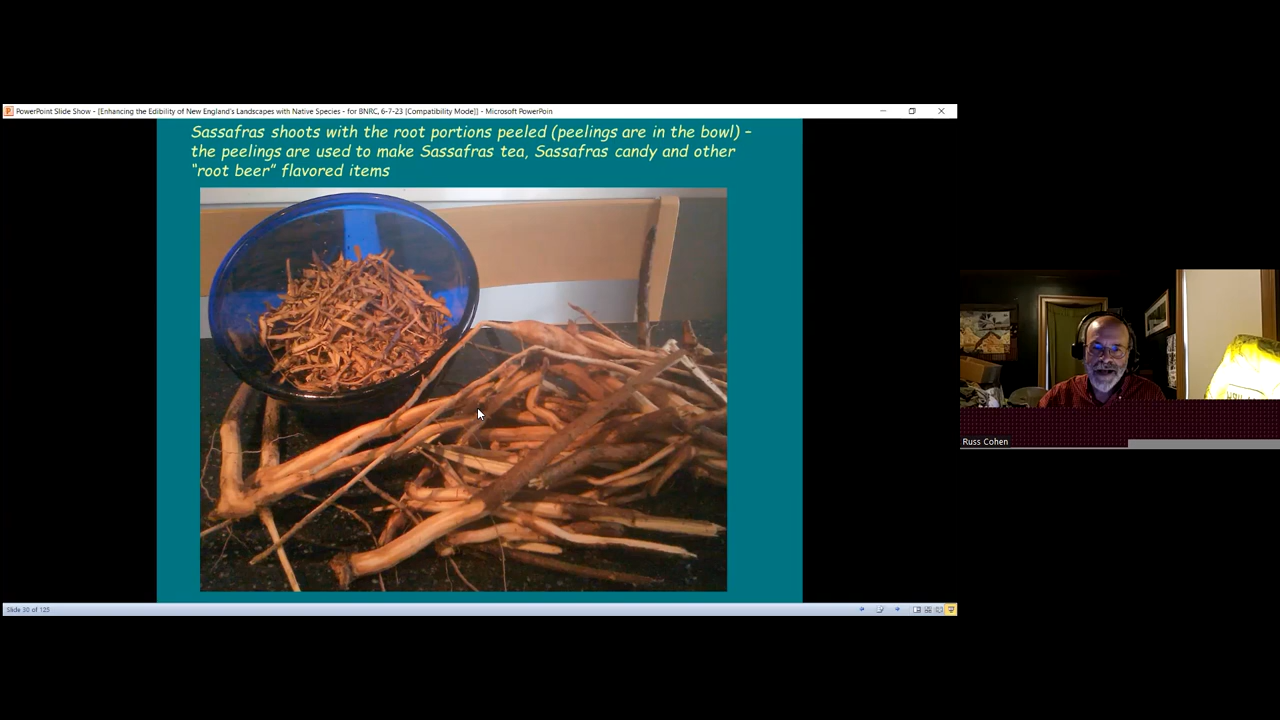 PowerPoint Slide Show - [Enhancing the Edibility of New England's Landscapes with Native Species - for BNRC, 6-7-23 [Compatibility Mode]] - Microsoft PowerPoin
Sassafras shoots with the root portions peeled (peelings are in the bowl) –
the peelings are used to make Sassafras tea, Sassafras candy and other
"root beer" flavored items
Russ Cohen
Slide 30 of 125